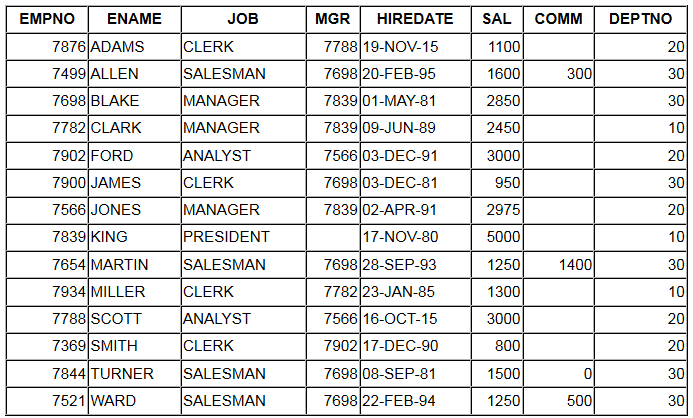 EMPNO ENAME JOB MGR HIREDATE SAL COMM DEPTNO
7876 ADAMS CLERK 7788 19-NOV-15 1100 20
7499 ALLEN SALESMAN 7698 20-FEB-95 1600 300 30
7698 BLAKE MANAGER 7839 01-MAY-81 2850 30
7782 CLARK MANAGER 7839 09-JUN-89 2450 10
7902 FORD ANALYST 7566 03-DEC-91 3000 20
7900 JAMES CLERK 7698 03-DEC-81 950 30
7566 JONES MANAGER 7839 02-APR-91 2975 20
7839 KING PRESIDENT 17-NOV-80 5000 10
7654 MARTIN SALESMAN 7698 28-SEP-93 1250 1400 30
7934 MILLER CLERK 7782 23-JAN-85 1300 10
7788 SCOTT ANALYST 7566 16-OCT-15 3000 20
7369 SMITH CLERK 7902 17-DEC-90 800 20
7844 TURNER SALESMAN 7698 08-SEP-81 1500 0 30
7521 WARD SALESMAN 7698 22-FEB-94 1250 500 30